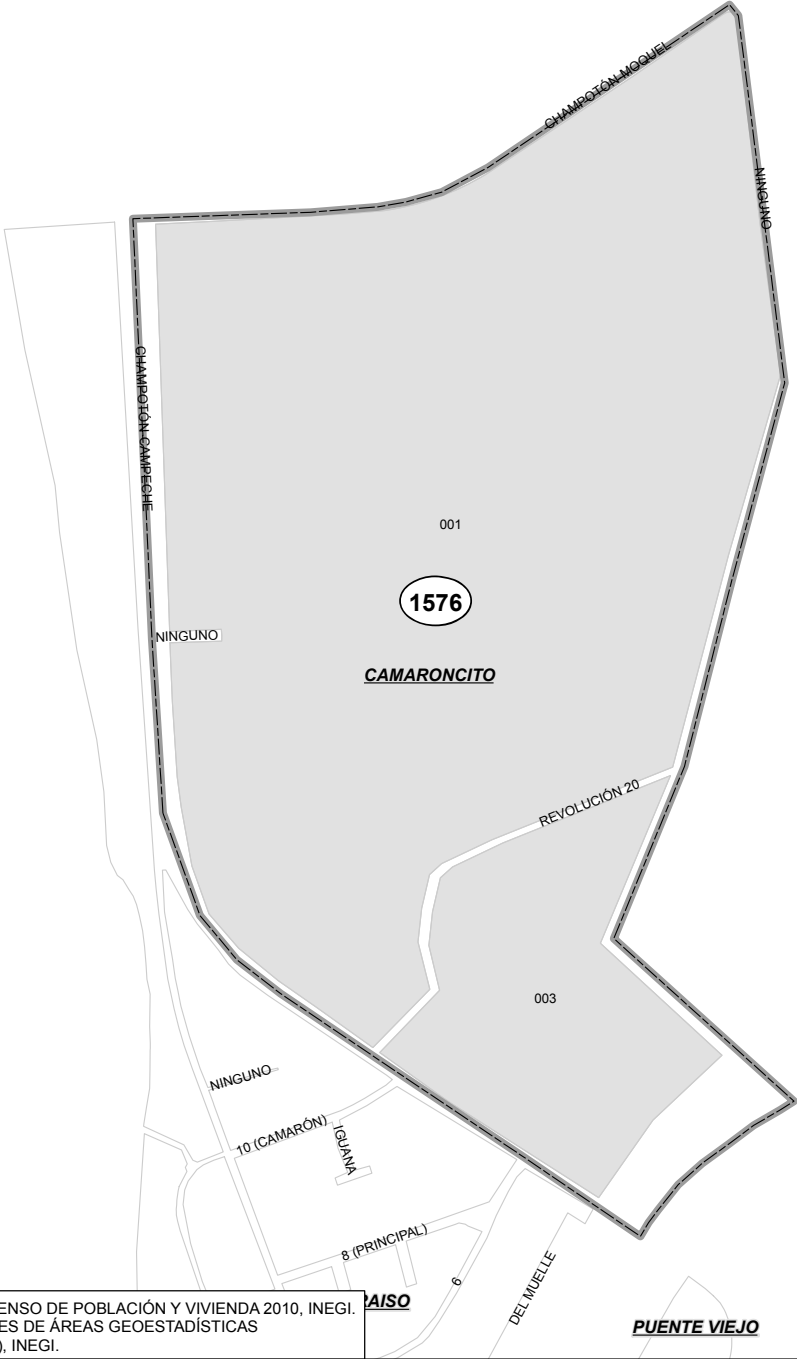 CHAMPOTÓN-MOQUEL
NINGUNO
CHAMPOTÓN-CAMPECHE
001
1576
NINGUNO
CAMARONCITO
REVOLUCIÓN 20
003
NINGUNO
10 (CAMARÓN)
IGUANA
8 (PRINCIPAL)
6
DEL MUELLE
RAISO
PUENTE VIEJO
ENSO DE POBLACIÓN Y VIVIENDA 2010, INEGI.
ES DE ÁREAS GEOESTADÍSTICAS
), INEGI.